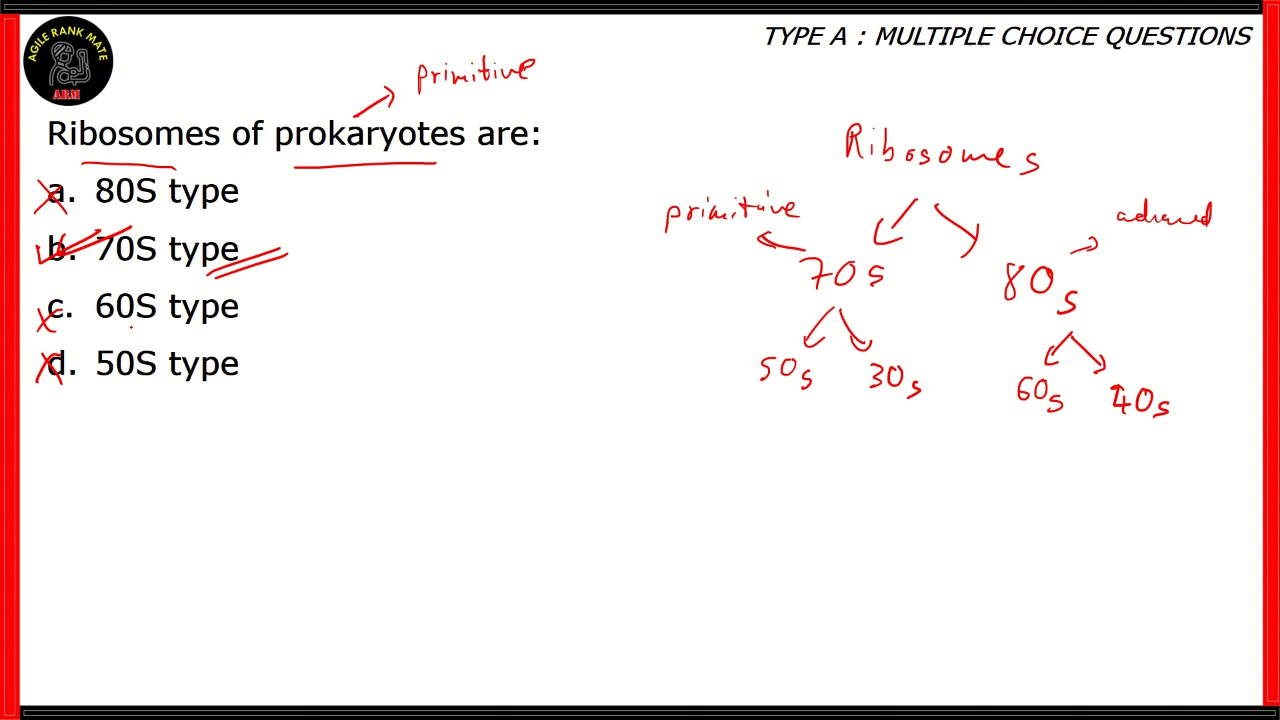 AGILE RANK MATE
ARM
TYPE A : MULTIPLE CHOICE QUESTIONS
primitive
Ribosomes of prokaryotes are:
a. 80S type
b. 70S type
c. 60S type
d. 50S type
Ribosomes
primitive
70s
80s
50s
30s
60s
40s